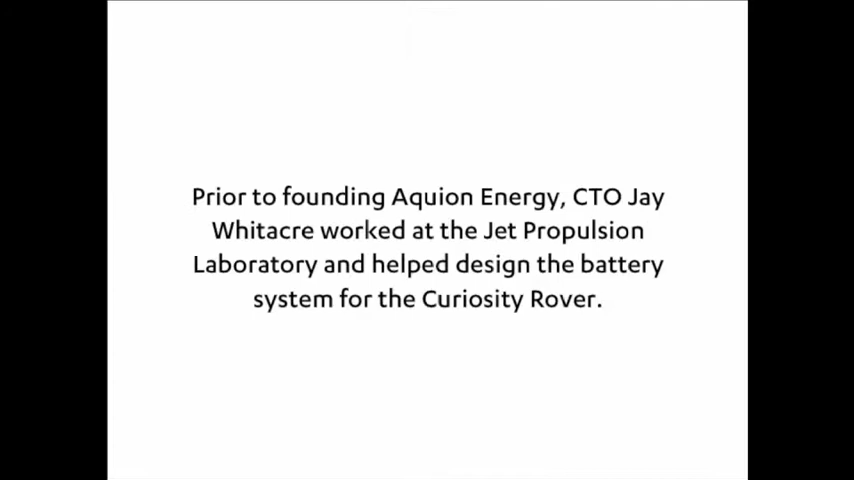 Prior to founding Aquion Energy, CTO Jay
Whitacre worked at the Jet Propulsion
Laboratory and helped design the battery
system for the Curiosity Rover.